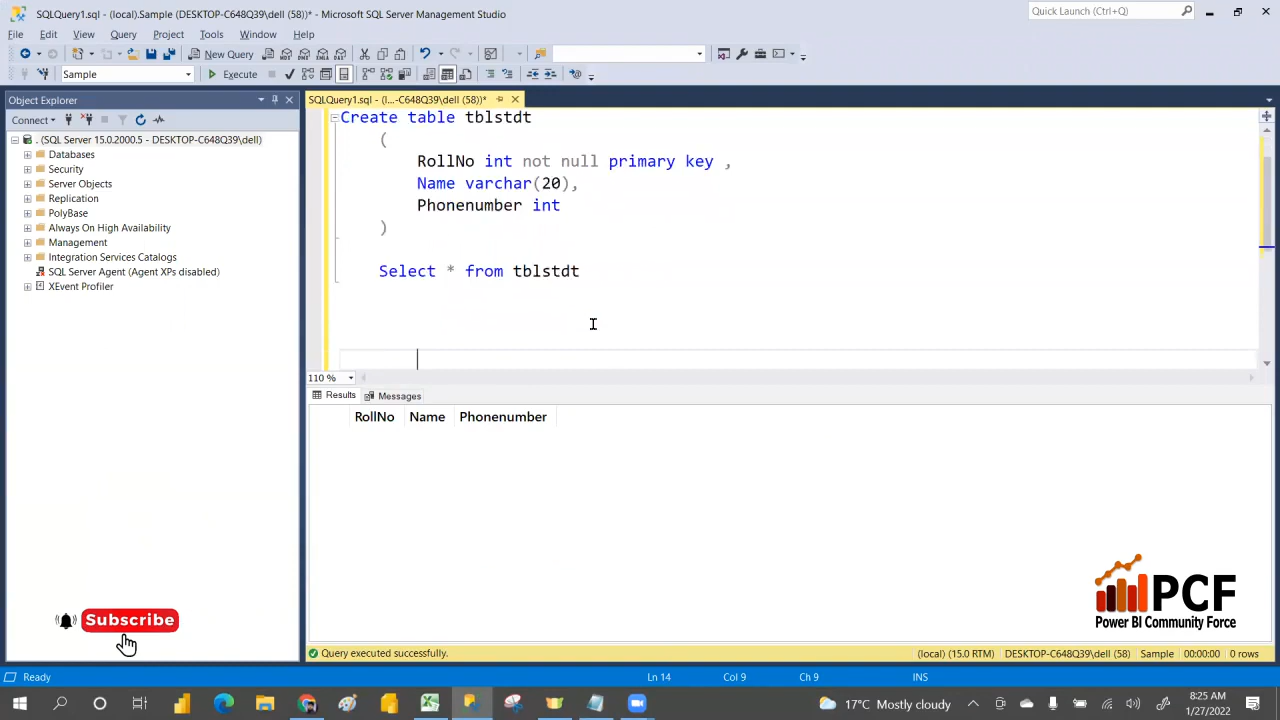 SQLQuery1.sql - (local).Sample (DESKTOP-C648Q39\dell (58))* - Microsoft SQL Server Management Studio
Quick Launch (Ctrl+Q)
File Edit View Query Project Tools Window Help
New Query
Sample Execute
Object Explorer
SQLQuery1.sql - (l...-C648Q39\dell (58))*
Connect
. (SQL Server 15.0.2000.5 - DESKTOP-C648Q39\dell)
Databases
Security
Server Objects
Replication
PolyBase
Always On High Availability
Management
Integration Services Catalogs
SQL Server Agent (Agent XPs disabled)
XEvent Profiler
Create table tblstdt
(
RollNo int not null primary key ,
Name varchar(20),
Phonenumber int
)
Select * from tblstdt
110 %
Results Messages
RollNo Name Phonenumber
PCF
Power BI Community Force
Subscribe
Query executed successfully. (local) (15.0 RTM) DESKTOP-C648Q39\dell (58) Sample 00:00:00 0 rows
Ready Ln 14 Col 9 Ch 9 INS
17°C Mostly cloudy
8:25 AM
1/27/2022